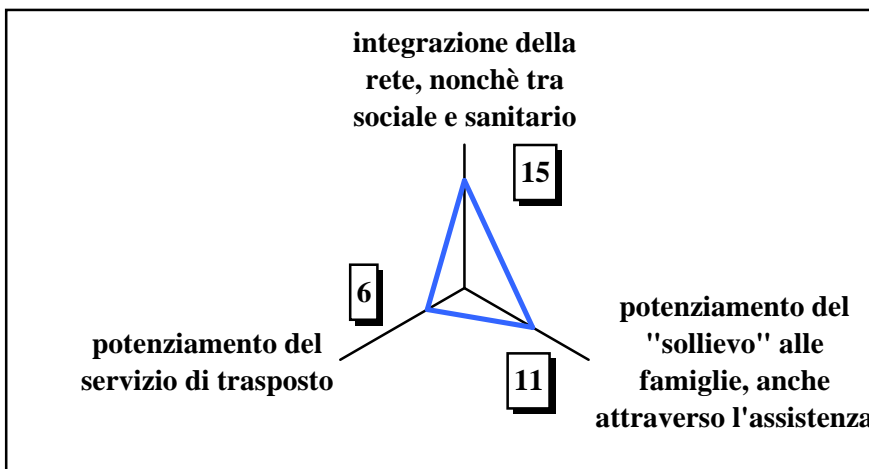 integrazione della
rete, nonchè tra
sociale e sanitario
15
6
potenziamento del
servizio di trasposto
potenziamento del
"sollievo" alle
famiglie, anche
attraverso l'assistenza
11